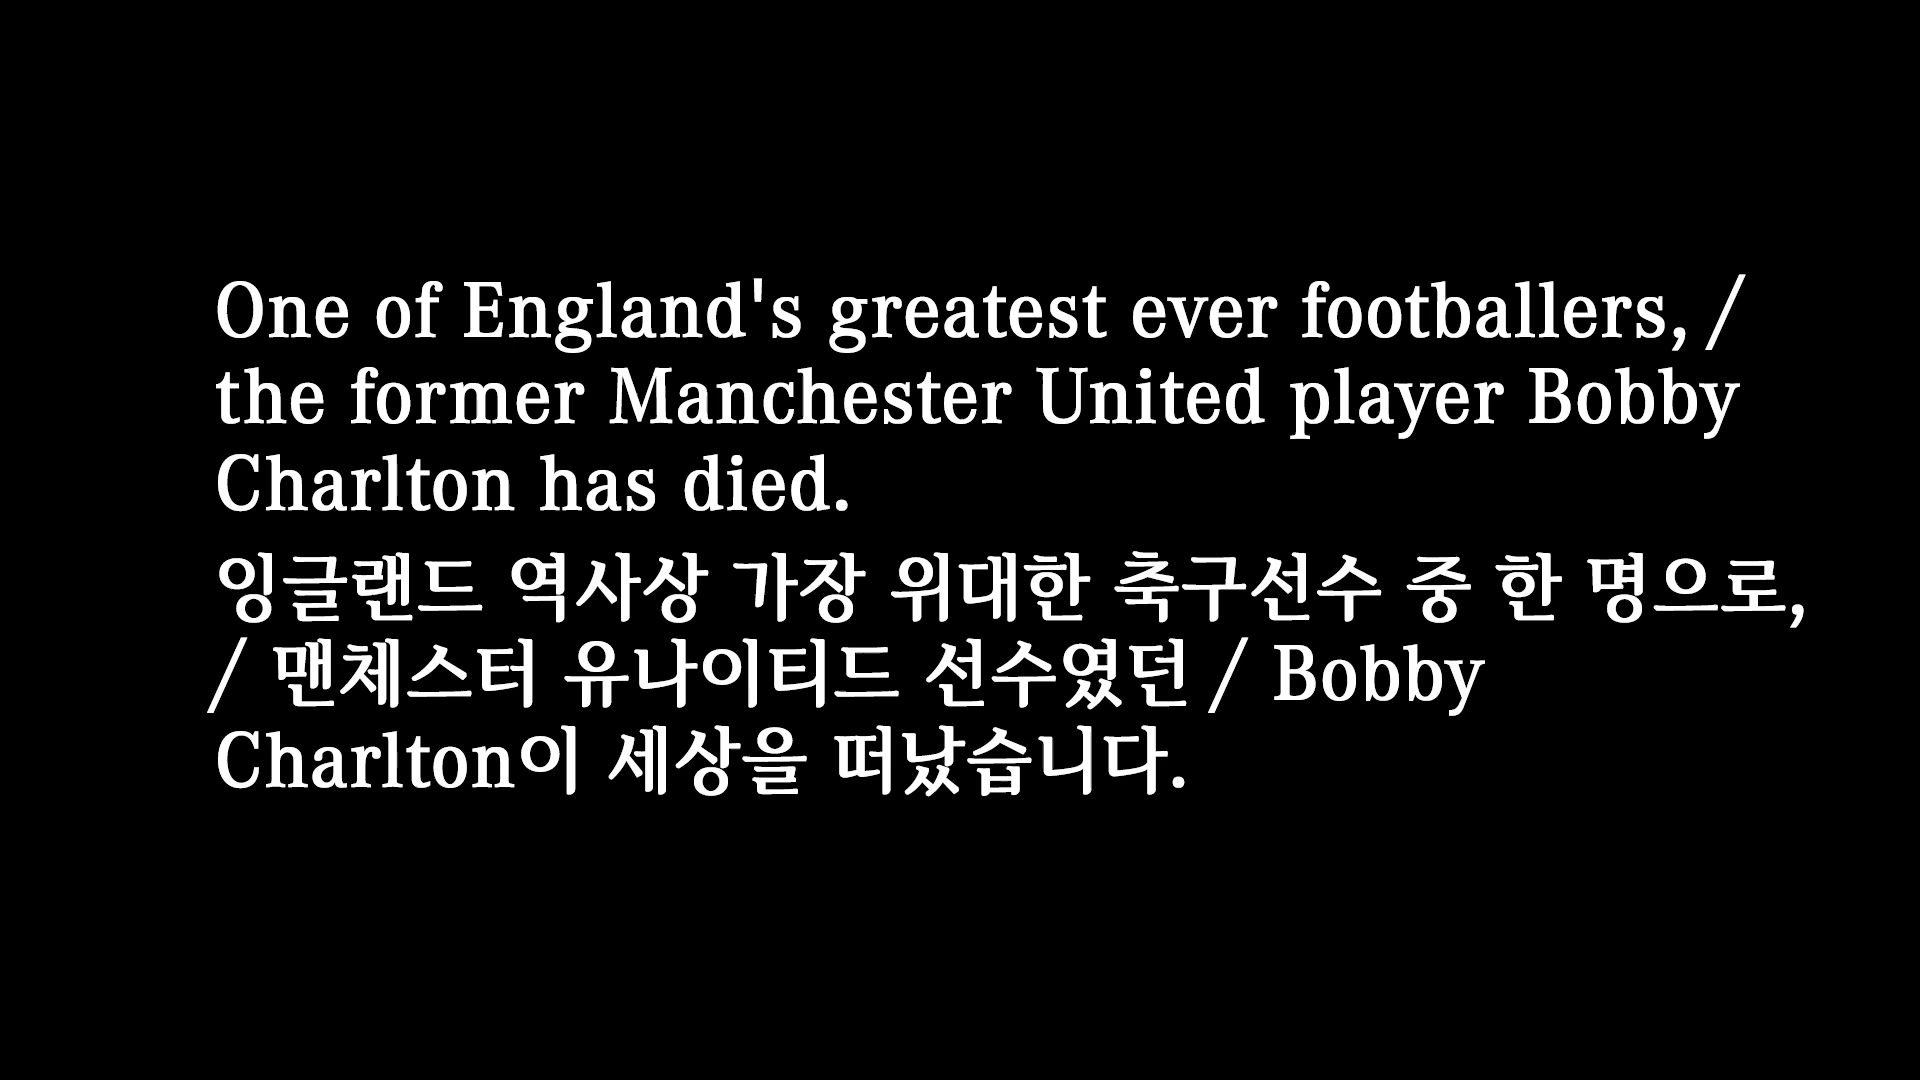 One of England's greatest ever footballers, /
the former Manchester United player Bobby
Charlton has died.
잉글랜드 역사상 가장 위대한 축구선수 중 한 명으로,
/ 맨체스터 유나이티드 선수였던 / Bobby
Charlton이 세상을 떠났습니다.